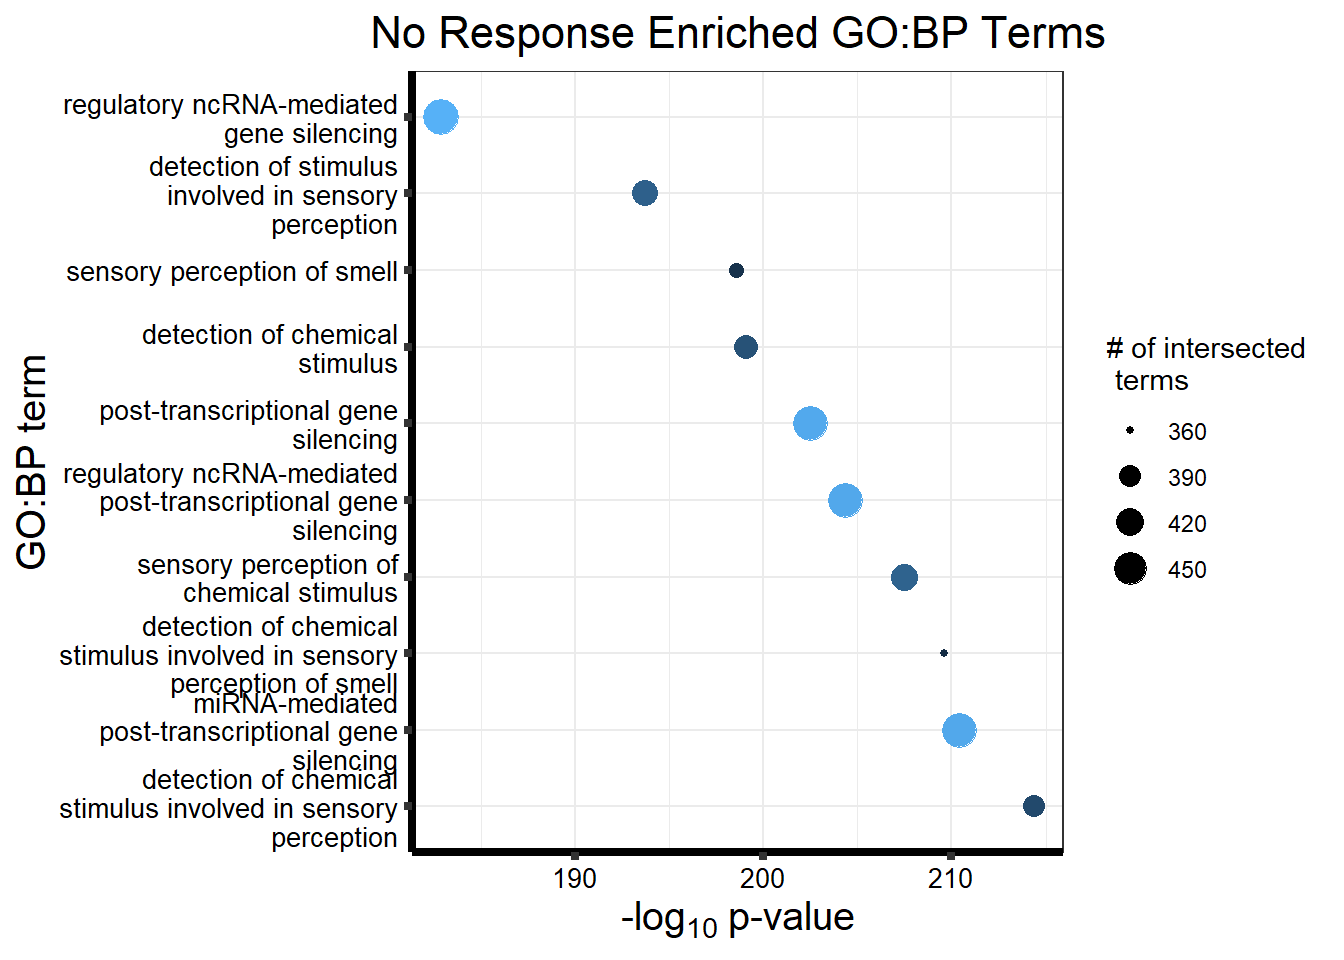 No Response Enriched GO:BP Terms
GO:BP term
regulatory ncRNA-mediated
gene silencing
detection of stimulus
involved in sensory
perception
sensory perception of smell
detection of chemical
stimulus
post-transcriptional gene
silencing
regulatory ncRNA-mediated
post-transcriptional gene
silencing
sensory perception of
chemical stimulus
detection of chemical
stimulus involved in sensory
perception of smell
miRNA-mediated
post-transcriptional gene
silencing
detection of chemical
stimulus involved in sensory
perception
190 200 210
-log10 p-value
# of intersected
terms
360
390
420
450